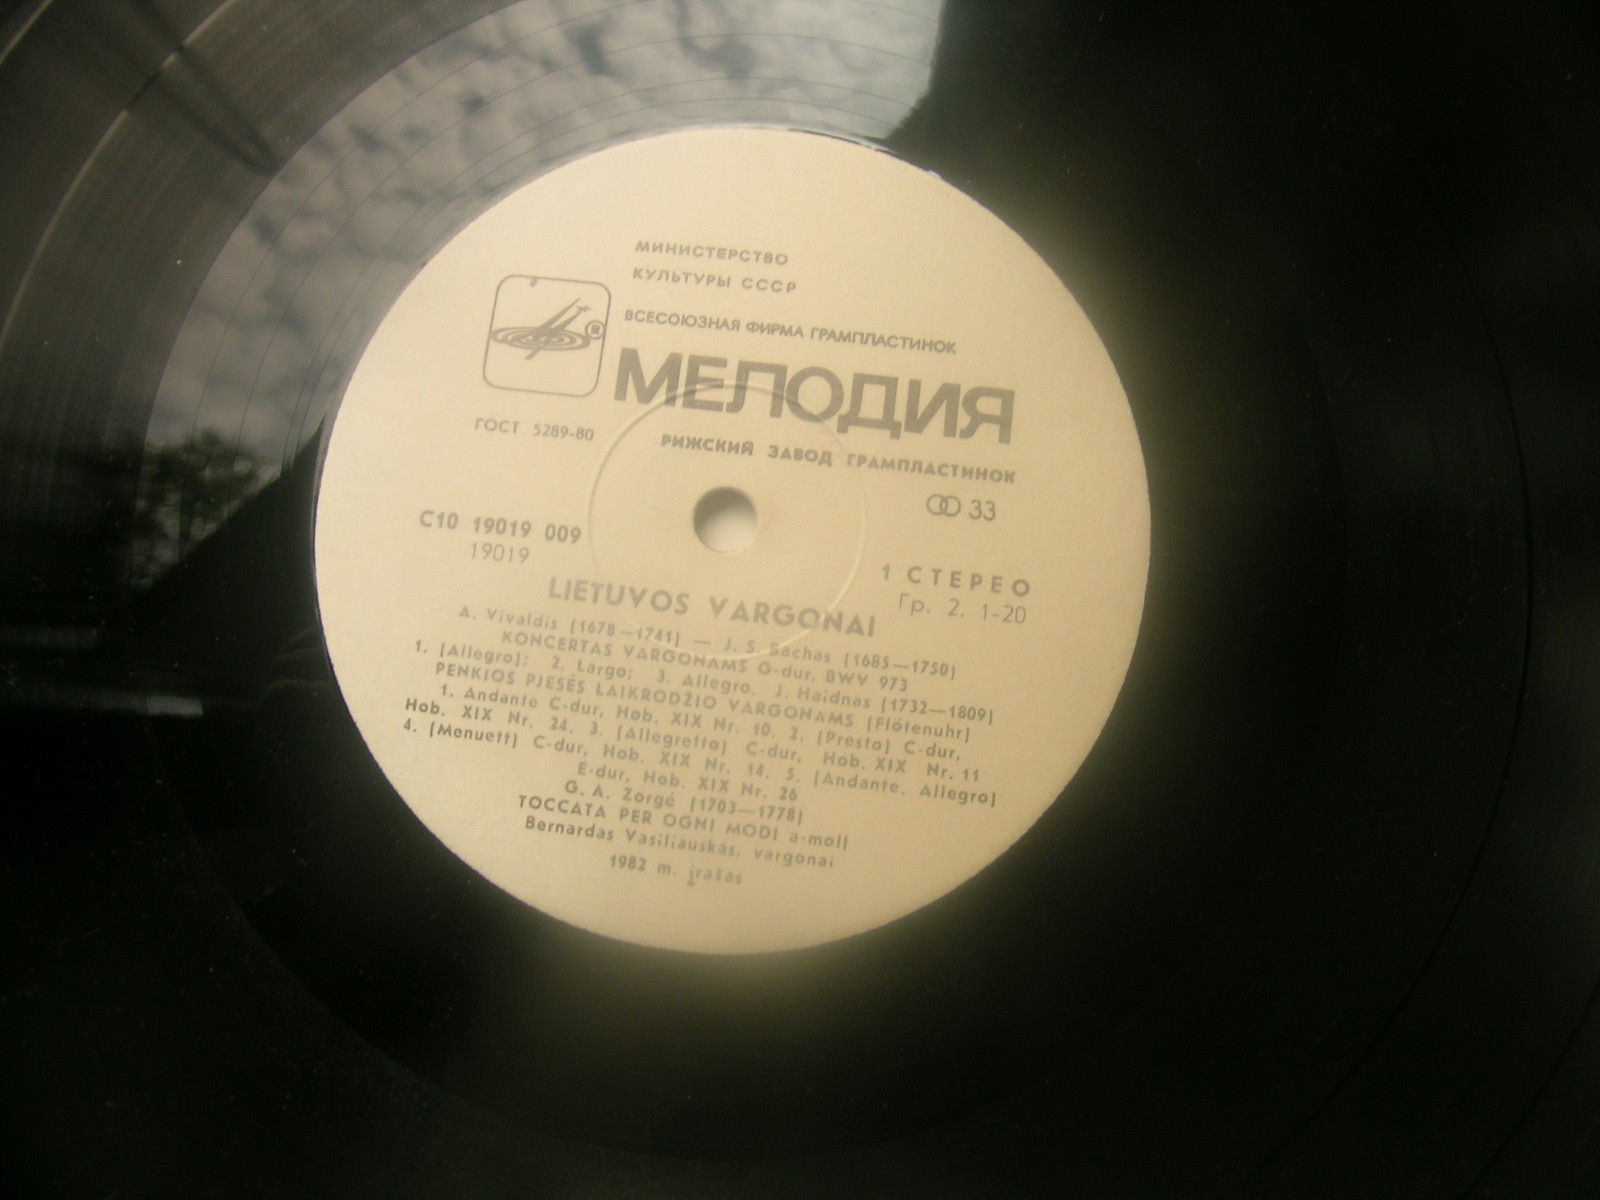 МИНИСТЕРСТВО
КУЛЬТУРЫ СССР
ВСЕСОЮЗНАЯ ФИРМА ГРАМПЛАСТИНОК
®
МЕЛОДИЯ
ГОСТ 5289-80
РИЖСКИЙ ЗАВОД ГРАМПЛАСТИНОК
33
С10 19019 009
19019
1 СТЕРЕО
Гр. 2. 1-20
LIETUVOS VARGONAI
A. Vivaldis (1678—1741) — J. S. Bachas (1685—1750)
KONCERTAS VARGONAMS G-dur, BWV 973
1. (Allegro); 2. Largo; 3. Allegro. J. Haidnas (1732—1809)
PENKIOS PJESĖS LAIKRODŽIO VARGONAMS (Flötenuhr)
1. Andante C-dur, Hob. XIX Nr. 10. 2. (Presto) C-dur,
Hob. XIX Nr. 24. 3. (Allegretto) C-dur, Hob. XIX Nr. 11
4. (Menuett) C-dur, Hob. XIX Nr. 14. 5. (Andante. Allegro)
E-dur, Hob. XIX Nr. 26
G. A. Zorgė (1703—1778)
TOCCATA PER OGNI MODI a-moll
Bernardas Vasiliauskas, vargonai
1982 m. įrašas